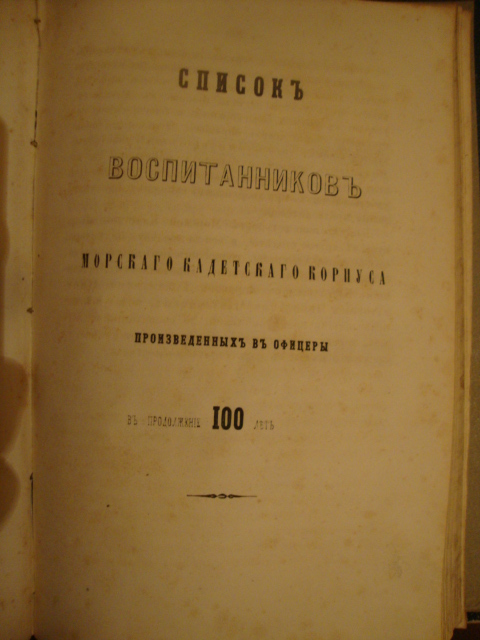 СПИСОКЪ
ВОСПИТАННИКОВЪ
МОРСКАГО КАДЕТСКАГО КОРПУСА
ПРОИЗВЕДЕННЫХЪ ВЪ ОФИЦЕРЫ
ВЪ ПРОДОЛЖЕНІЕ 100 ЛѢТЪ